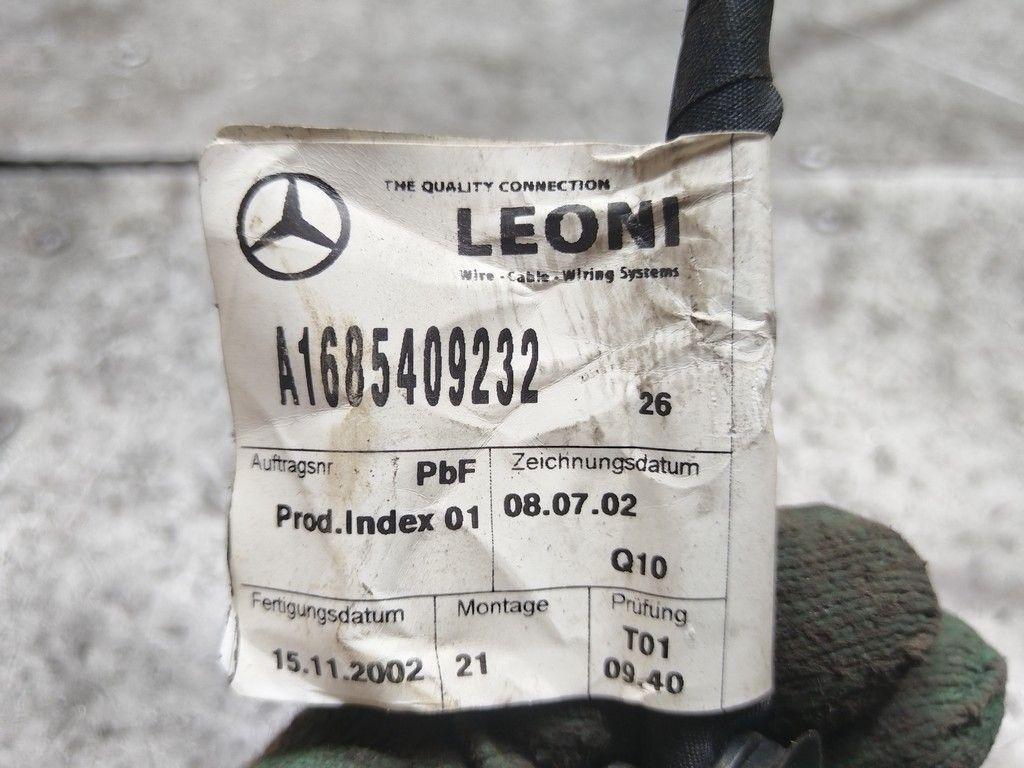 THE QUALITY CONNECTION
LEONI
Wire - Cable - Wiring Systems
A1685409232
26
Auftragsnr. PbF
Prod.Index 01
Zeichnungsdatum
08.07.02
Q10
Fertigungsdatum
15.11.2002
Montage
21
Prüfung
T01
09.40